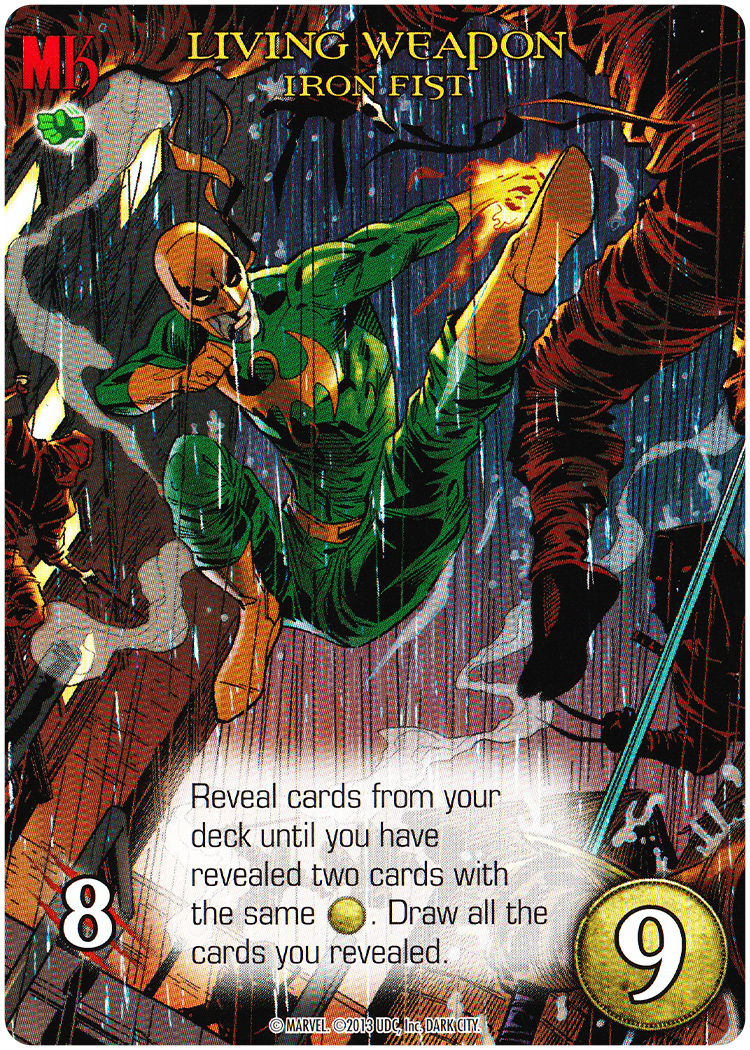 MK
LIVING WEAPON
IRON FIST
Reveal cards from your
deck until you have
revealed two cards with
the same . Draw all the
cards you revealed.
8
9
© MARVEL. ©2013 UDC, Inc. DARK CITY.